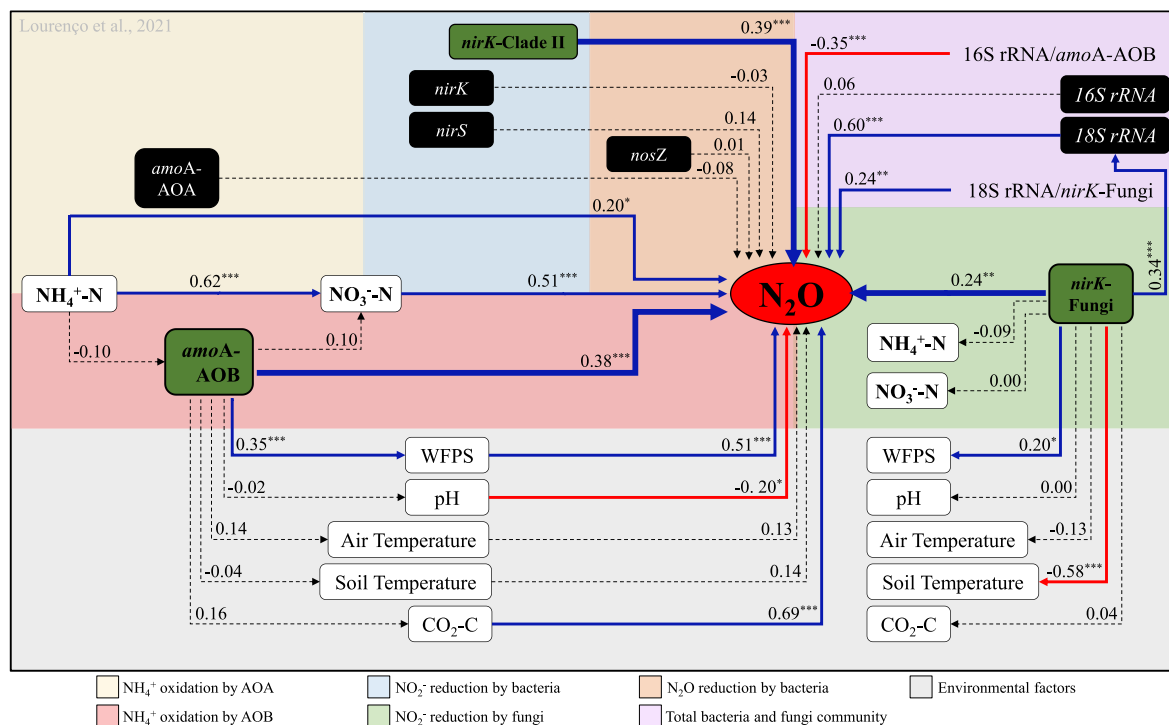 Lourenço et al., 2021
0.39***
nirK-Clade II
-0.35***
16S rRNA/amoA-AOB
nirK
-0.03
0.06
16S rRNA
nirS
0.14
0.60***
18S rRNA
nosZ
0.01
amoA-
AOA
-0.08
0.24**
18S rRNA/nirK-Fungi
0.20*
0.34***
NH₄⁺-N
0.62***
NO₃⁻-N
0.51***
N₂O
0.24**
nirK-
Fungi
-0.10
amoA-
AOB
0.10
0.38***
NH₄⁺-N
-0.09
NO₃⁻-N
0.00
0.35***
WFPS
0.51***
WFPS
0.20*
-0.02
pH
-0. 20*
pH
0.00
0.14
Air Temperature
0.13
Air Temperature
-0.13
-0.04
Soil Temperature
0.14
Soil Temperature
-0.58***
0.16
CO₂-C
0.69***
CO₂-C
0.04
NH₄⁺ oxidation by AOA
NO₂⁻ reduction by bacteria
N₂O reduction by bacteria
Environmental factors
NH₄⁺ oxidation by AOB
NO₂⁻ reduction by fungi
Total bacteria and fungi community